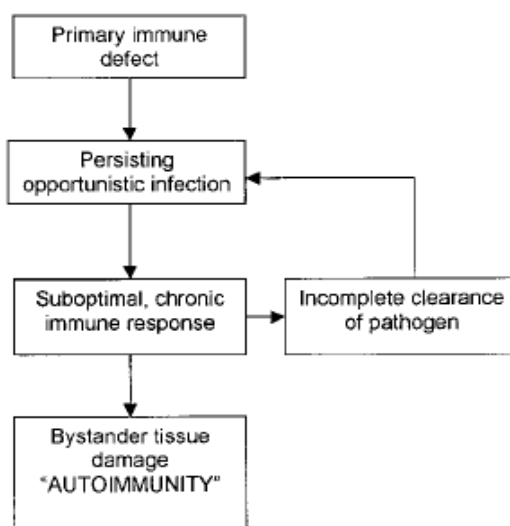 Primary immune
defect
Persisting
opportunistic infection
Suboptimal, chronic
immune response
Incomplete clearance
of pathogen
Bystander tissue
damage
"AUTOIMMUNITY"